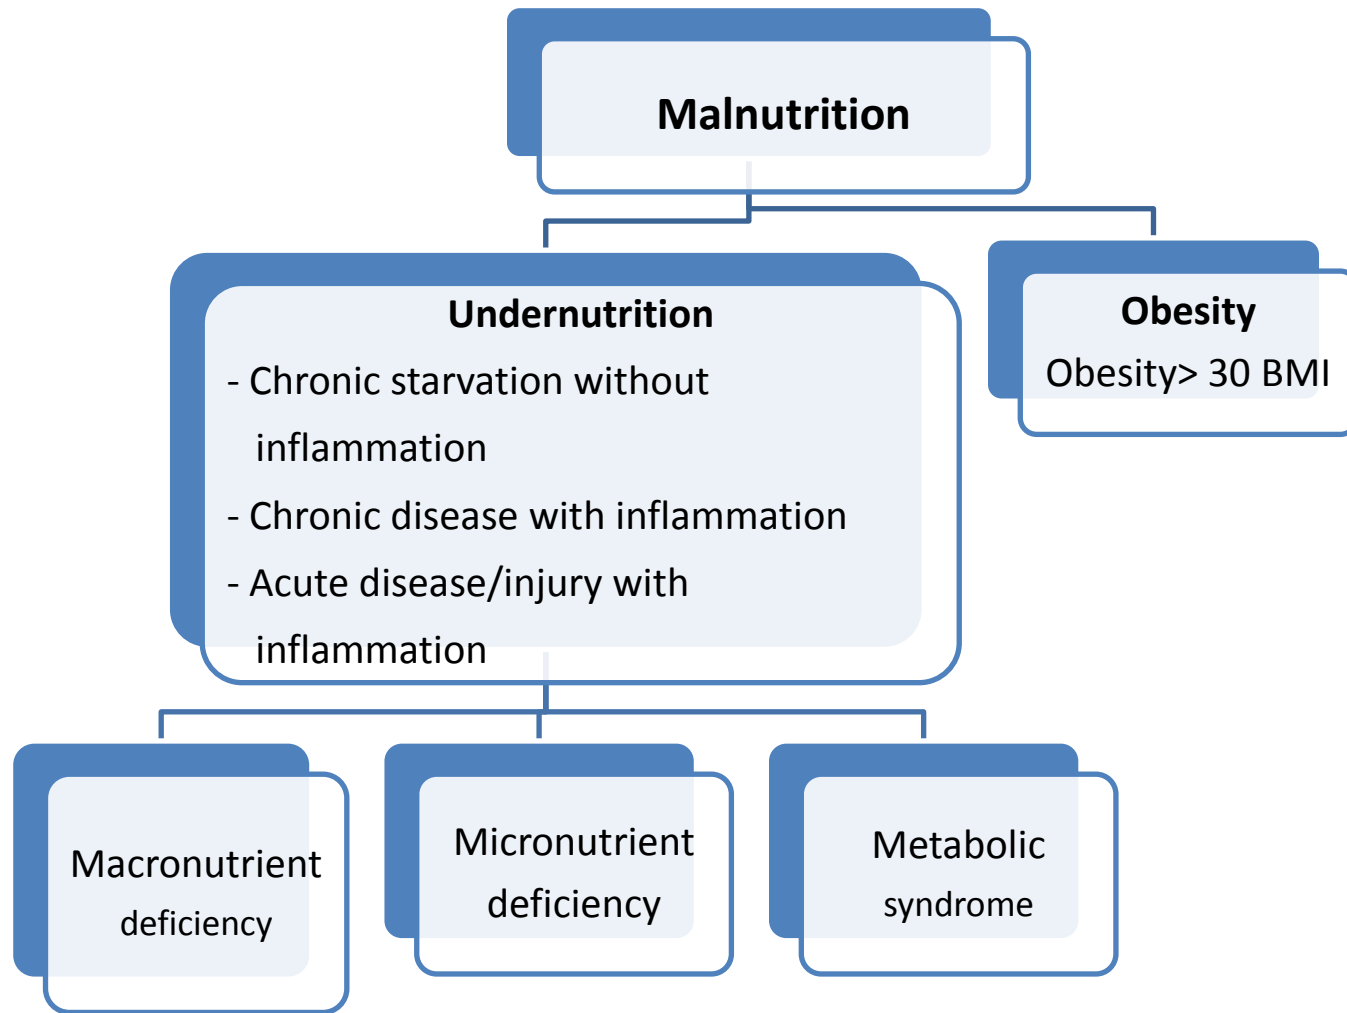 Malnutrition
Undernutrition
- Chronic starvation without
inflammation
- Chronic disease with inflammation
- Acute disease/injury with
inflammation
Obesity
Obesity> 30 BMI
Macronutrient
deficiency
Micronutrient
deficiency
Metabolic
syndrome